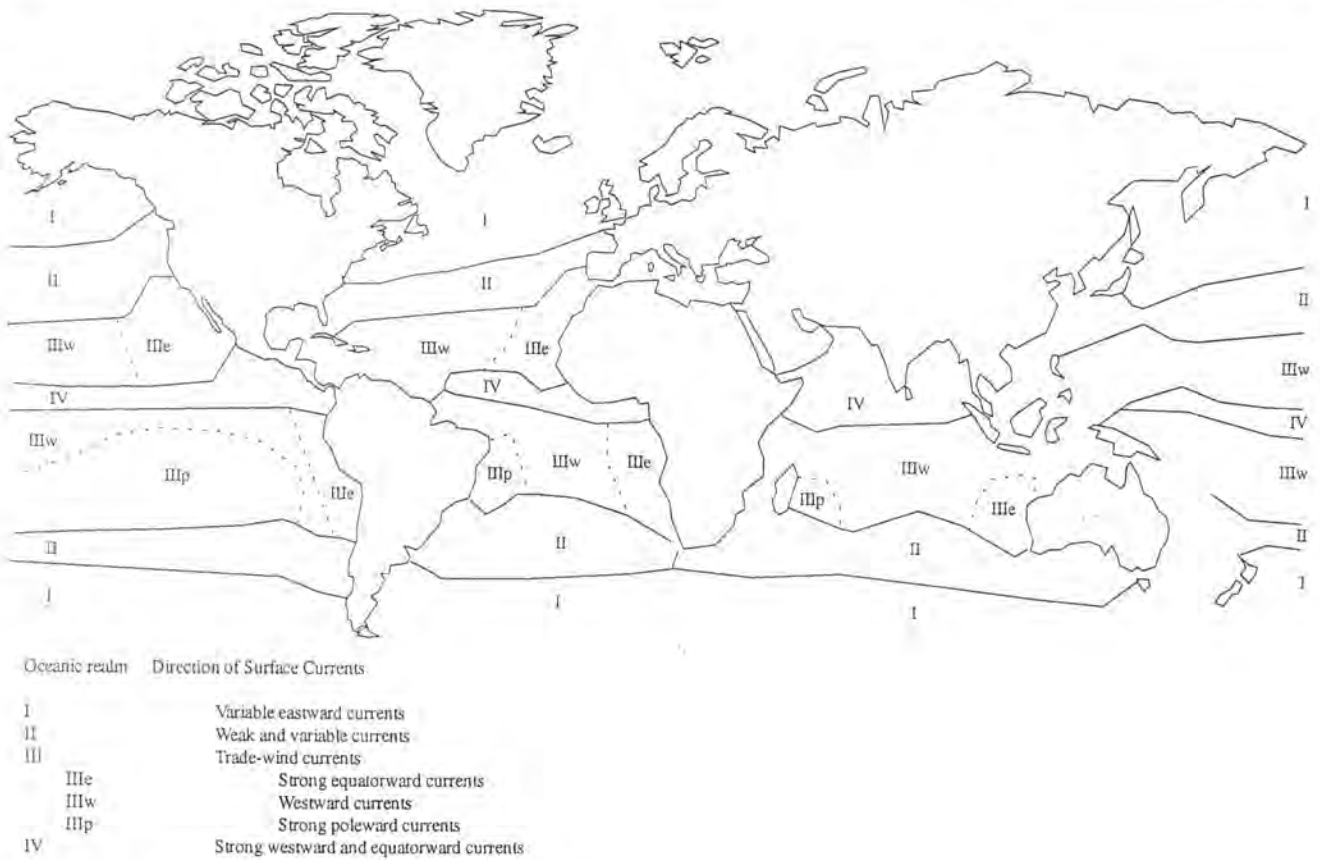 I I I
II II II
IIIw IIIe IIIw IIIe IIIw
IV IV IV IV
IIIw
IIIp IIIe IIIp IIIw IIIe IIIw IIIw
IIIp IIIe
II II II II
I I I I
Oceanic realm Direction of Surface Currents
I Variable eastward currents
II Weak and variable currents
III Trade-wind currents
IIIe Strong equatorward currents
IIIw Westward currents
IIIp Strong poleward currents
IV Strong westward and equatorward currents